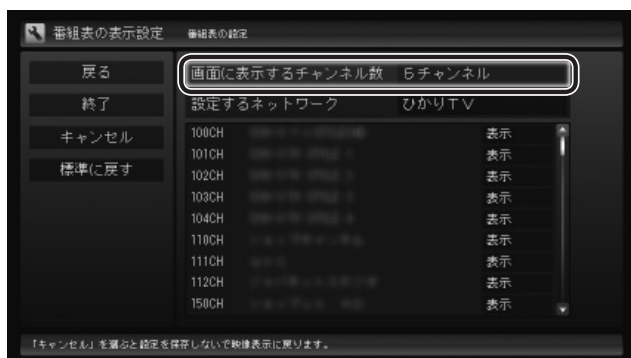 番組表の表示設定 番組表の設定
戻る
終了
キャンセル
標準に戻す
画面に表示するチャンネル数 5チャンネル
設定するネットワーク ひかりTV
100CH 表示
101CH 表示
102CH 表示
103CH 表示
104CH 表示
110CH 表示
111CH 表示
112CH 表示
150CH 表示
「キャンセル」を選ぶと設定を保存しないで映像表示に戻ります。